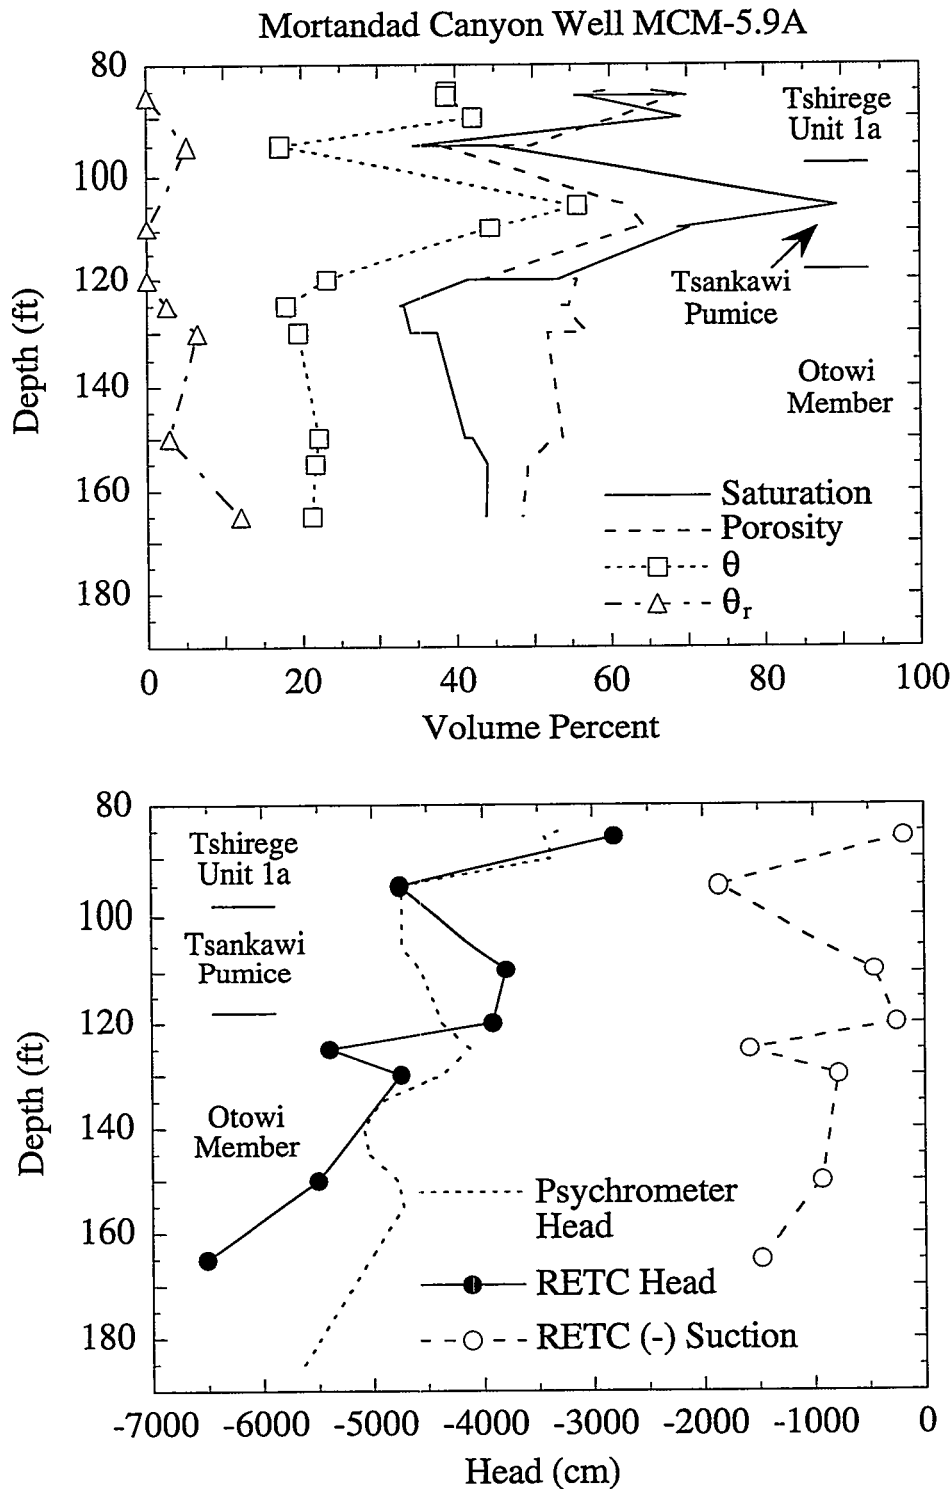 Mortandad Canyon Well MCM-5.9A
80
100
120
140
160
180
Depth (ft)
Tshirege
Unit 1a
Tsankawi
Pumice
Otowi
Member
Saturation
Porosity
θ
θr
0
20
40
60
80
100
Volume Percent
80
100
120
140
160
180
Depth (ft)
Tshirege
Unit 1a
Tsankawi
Pumice
Otowi
Member
Psychrometer
Head
RETC Head
RETC (-) Suction
-7000
-6000
-5000
-4000
-3000
-2000
-1000
0
Head (cm)